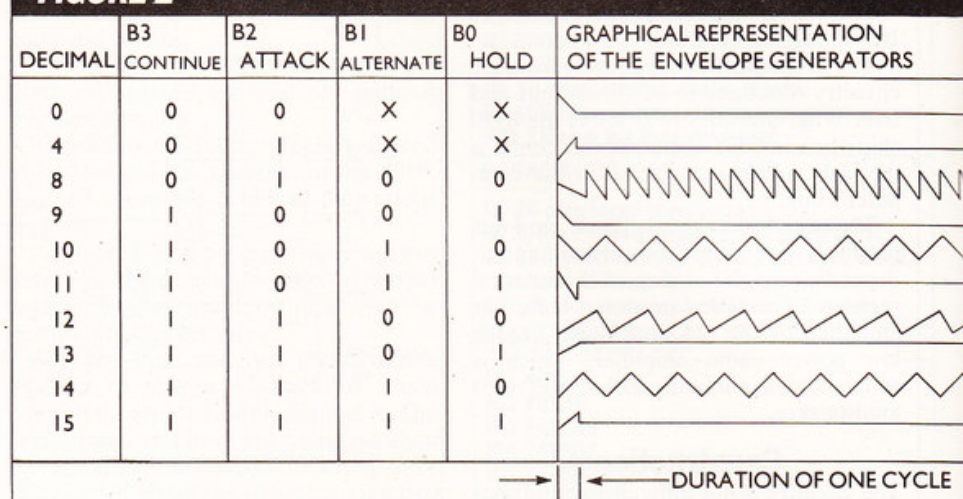 B3 B2 B1 B0 GRAPHICAL REPRESENTATION
DECIMAL CONTINUE ATTACK ALTERNATE HOLD OF THE ENVELOPE GENERATORS
0 0 0 X X
4 0 1 X X
8 0 1 0 0
9 1 0 0 1
10 1 0 1 0
11 1 0 1 1
12 1 1 0 0
13 1 1 0 1
14 1 1 1 0
15 1 1 1 1
DURATION OF ONE CYCLE